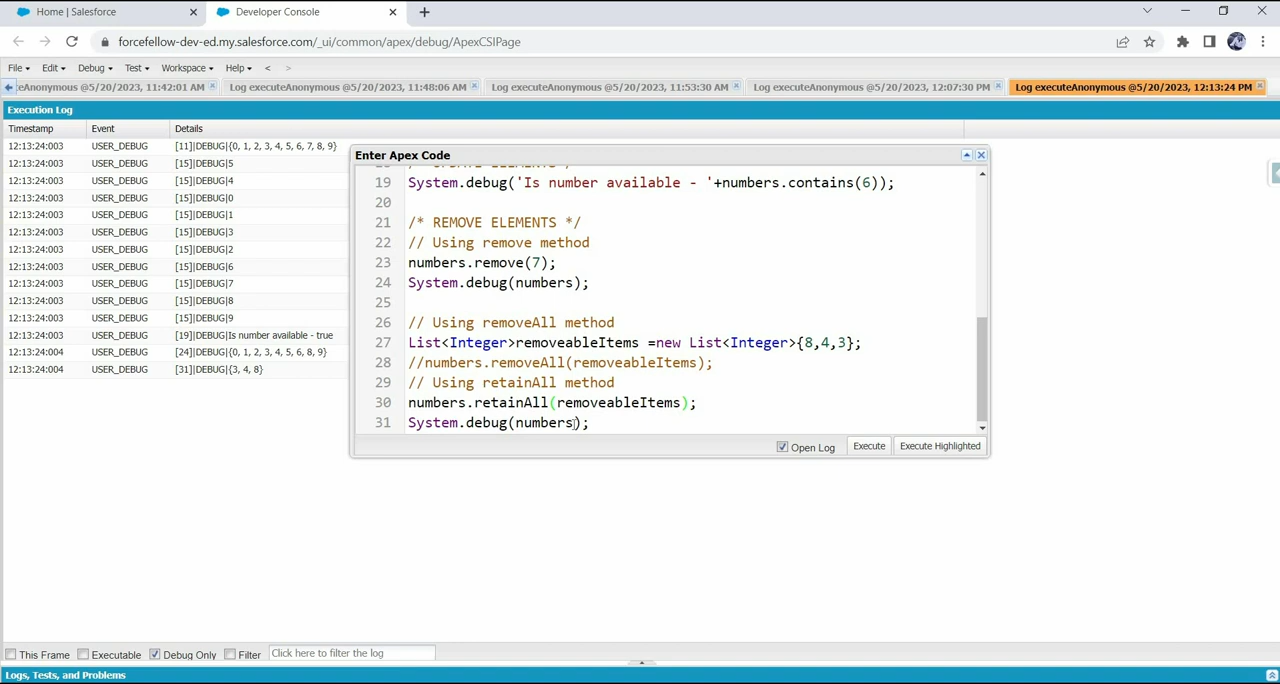 Home | Salesforce
Developer Console
forcefellow-dev-ed.my.salesforce.com/_ui/common/apex/debug/ApexCSIPage
File Edit Debug Test Workspace Help < >
:eAnonymous @5/20/2023, 11:42:01 AM Log executeAnonymous @5/20/2023, 11:48:06 AM Log executeAnonymous @5/20/2023, 11:53:30 AM Log executeAnonymous @5/20/2023, 12:07:30 PM Log executeAnonymous @5/20/2023, 12:13:24 PM
Execution Log
Timestamp Event Details
12:13:24:003 USER_DEBUG [11]|DEBUG|{0, 1, 2, 3, 4, 5, 6, 7, 8, 9}
12:13:24:003 USER_DEBUG [15]|DEBUG|5
12:13:24:003 USER_DEBUG [15]|DEBUG|4
12:13:24:003 USER_DEBUG [15]|DEBUG|0
12:13:24:003 USER_DEBUG [15]|DEBUG|1
12:13:24:003 USER_DEBUG [15]|DEBUG|3
12:13:24:003 USER_DEBUG [15]|DEBUG|2
12:13:24:003 USER_DEBUG [15]|DEBUG|6
12:13:24:003 USER_DEBUG [15]|DEBUG|7
12:13:24:003 USER_DEBUG [15]|DEBUG|8
12:13:24:003 USER_DEBUG [15]|DEBUG|9
12:13:24:003 USER_DEBUG [19]|DEBUG|Is number available - true
12:13:24:004 USER_DEBUG [24]|DEBUG|{0, 1, 2, 3, 4, 5, 6, 8, 9}
12:13:24:004 USER_DEBUG [31]|DEBUG|{3, 4, 8}
Enter Apex Code
19 System.debug('Is number available - '+numbers.contains(6));
20
21 /* REMOVE ELEMENTS */
22 // Using remove method
23 numbers.remove(7);
24 System.debug(numbers);
25
26 // Using removeAll method
27 List<Integer>removeableItems =new List<Integer>{8,4,3};
28 //numbers.removeAll(removeableItems);
29 // Using retainAll method
30 numbers.retainAll(removeableItems);
31 System.debug(numbers);
Open Log Execute Execute Highlighted
This Frame Executable Debug Only Filter Click here to filter the log
Logs, Tests, and Problems